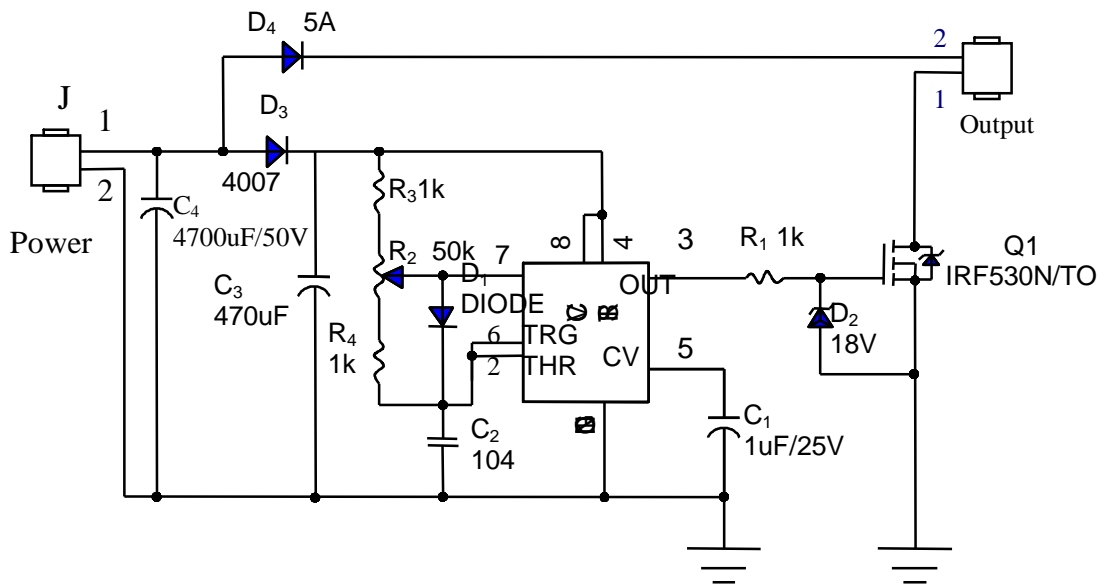 D4 5A
2
J
D3
1
1
Output
4007
C4
R31k
2
4700uF/50V
Power
R2 50k
7
8
4
3
R1 1k
Q1
D1
OUT
IRF530N/TO
C3
DIODE
470uF
D2
R4
6
TRG
18V
1k
2
THR
CV
5
C2
C1
104
1uF/25V